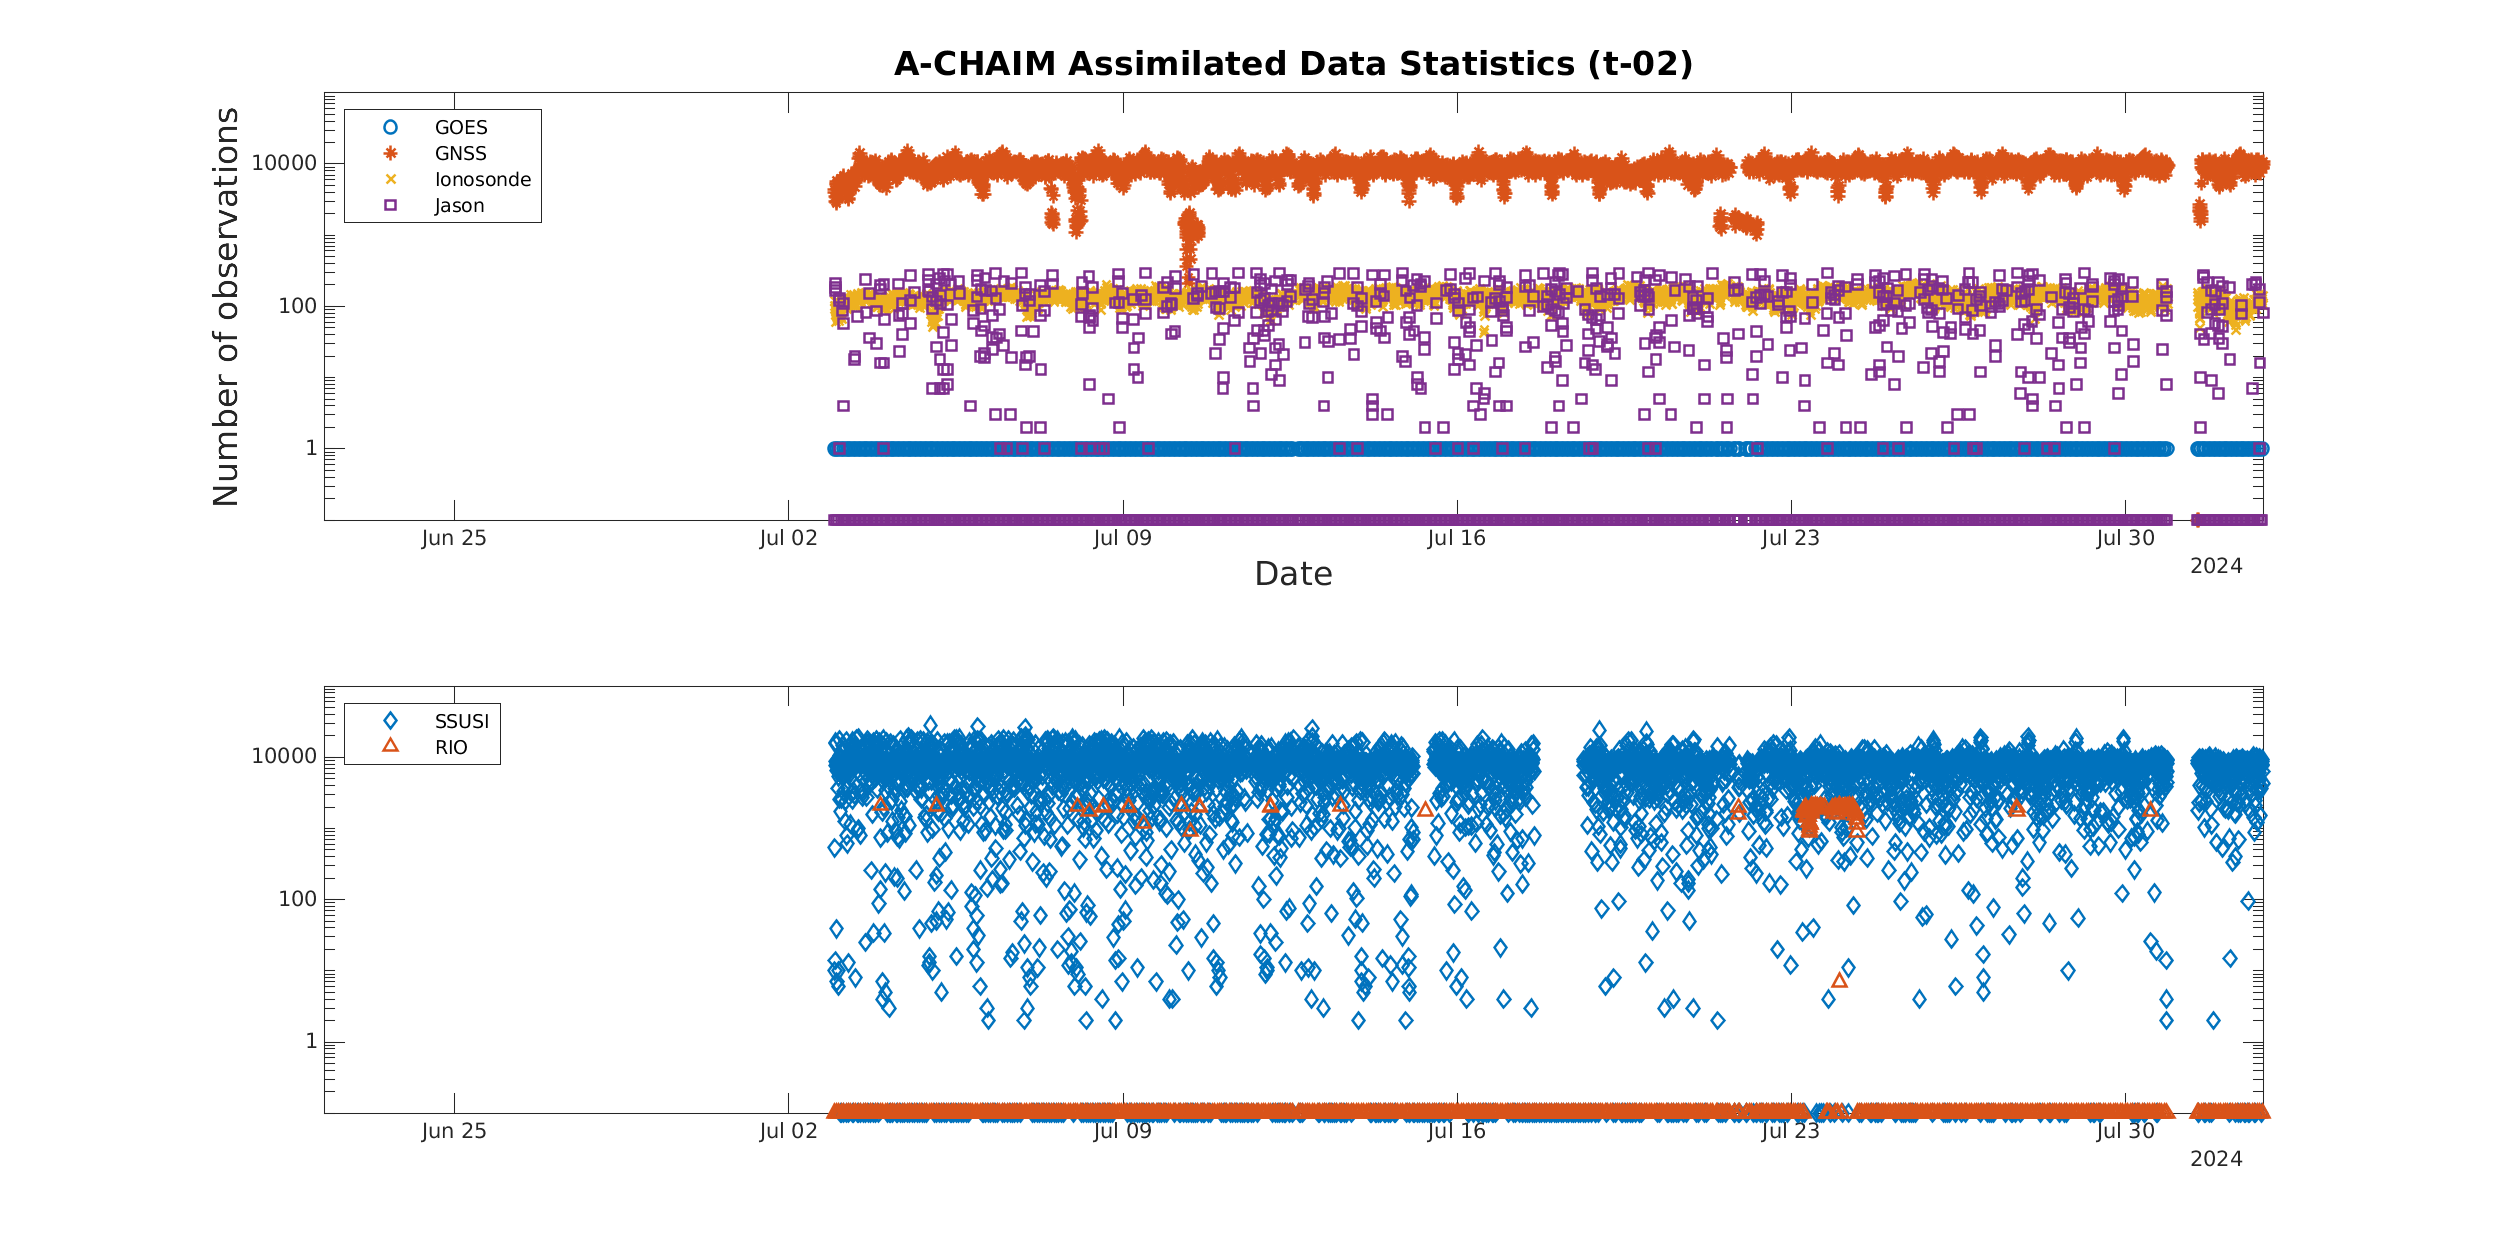 A-CHAIM Assimilated Data Statistics (t-02)
Number of observations
GOES
GNSS
Ionosonde
Jason
10000
100
1
Jun 25
Jul 02
Jul 09
Jul 16
Jul 23
Jul 30
2024
Date
SSUSI
RIO
10000
100
1
Jun 25
Jul 02
Jul 09
Jul 16
Jul 23
Jul 30
2024